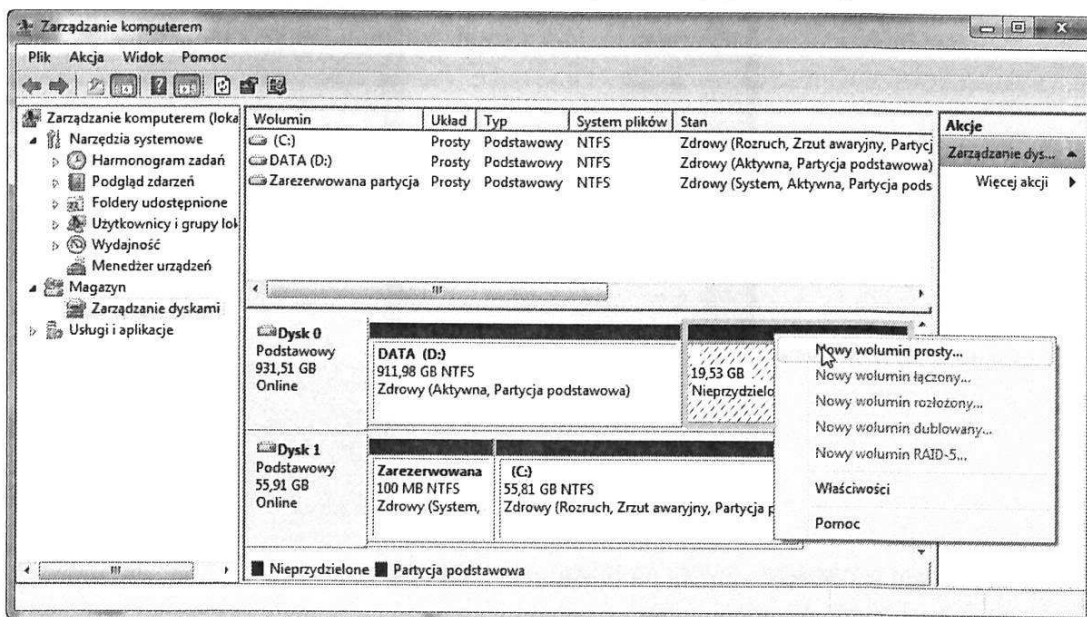 Zarządzanie komputerem
Plik Akcja Widok Pomoc
Zarządzanie komputerem (loka
Narzędzia systemowe
Harmonogram zadań
Podgląd zdarzeń
Foldery udostępnione
Użytkownicy i grupy lok
Wydajność
Menedżer urządzeń
Magazyn
Zarządzanie dyskami
Usługi i aplikacje
Wolumin Układ Typ System plików Stan
(C:) Prosty Podstawowy NTFS Zdrowy (Rozruch, Zrzut awaryjny, Partycj
DATA (D:) Prosty Podstawowy NTFS Zdrowy (Aktywna, Partycja podstawowa)
Zarezerwowana partycja Prosty Podstawowy NTFS Zdrowy (System, Aktywna, Partycja pods
Akcje
Zarządzanie dys...
Więcej akcji
Dysk 0
Podstawowy
931,51 GB
Online
DATA (D:)
911,98 GB NTFS
Zdrowy (Aktywna, Partycja podstawowa)
19,53 GB
Nieprzydzielo
Dysk 1
Podstawowy
55,91 GB
Online
Zarezerwowana
100 MB NTFS
Zdrowy (System,
(C:)
55,81 GB NTFS
Zdrowy (Rozruch, Zrzut awaryjny, Partycja p
Nowy wolumin prosty...
Nowy wolumin łączony...
Nowy wolumin rozłożony...
Nowy wolumin dublowany...
Nowy wolumin RAID-5...
Właściwości
Pomoc
Nieprzydzielone Partycja podstawowa